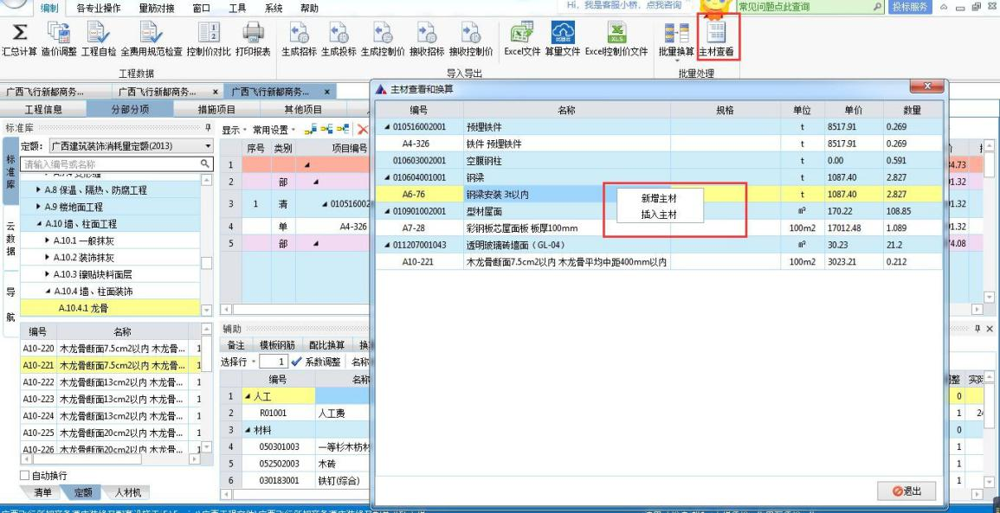 编制 各专业操作 量筋对接 窗口 工具 系统 帮助
Hi, 我是客服小桥, 点我咨询
常见问题点此查询
投标服务
汇总计算 造价调整 工程自检 全费用规范检查 控制价对比 打印报表 生成招标 生成投标 生成控制价 接收招标 接收控制价 Excel文件 算量文件 Excel控制价文件 批量换算 主材查看
工程数据 导入导出 批量处理
广西飞行新都商务... 广西飞行新都商务... × 广西飞行新都商务... ×
工程信息 分部分项 措施项目 其他项目
标准库
定额: 广西建筑装饰消耗量定额(2013)
请输入编号或名称
标准库
云数据
导航
A.8 保温、隔热、防腐工程
A.9 楼地面工程
A.10 墙、柱面工程
A.10.1 一般抹灰
A.10.2 装饰抹灰
A.10.3 镶贴块料面层
A.10.4 墙、柱面装饰
A.10.4.1 龙骨
编号 名称
A10-220 木龙骨断面7.5cm2以内 木龙骨... 1
A10-221 木龙骨断面7.5cm2以内 木龙骨... 1
A10-222 木龙骨断面13cm2以内 木龙骨... 1
A10-223 木龙骨断面13cm2以内 木龙骨... 1
A10-224 木龙骨断面13cm2以内 木龙骨... 1
A10-225 木龙骨断面20cm2以内 木龙骨... 1
A10-226 木龙骨断面20cm2以内 木龙骨... 1
自动换行
清单 定额 人材机
显示 常用设置
序号 类别 项目编号
1
2 部
3 1 清 010516002
4 单 A4-326
5 部
辅助
备注 模板钢筋 配比换算
选择行 1 系数调整 名称
编号 名称
1 人工
2 R01001 人工费
3 材料
4 050301003 一等杉木枋材
5 052502003 木砖
6 030183001 铁钉(综合)
主材查看和换算
编号 名称 规格 单位 单价 数量
010516002001 预埋铁件 t 8517.91 0.269
A4-326 铁件 预埋铁件 t 8517.91 0.269
010603002001 空腹钢柱 t 0.00 0.591
010604001001 钢梁 t 1087.40 2.827
A6-76 钢梁安装 3t以内 t 1087.40 2.827
010901002001 型材屋面 m² 170.22 108.85
A7-28 彩钢板芯屋面板 板厚100mm 100m2 17012.48 1.089
011207001043 透明玻璃砖墙面(GL-04) m² 30.23 21.2
A10-221 木龙骨断面7.5cm2以内 木龙骨平均中距400mm以内 100m2 3023.21 0.212
新增主材
插入主材
退出